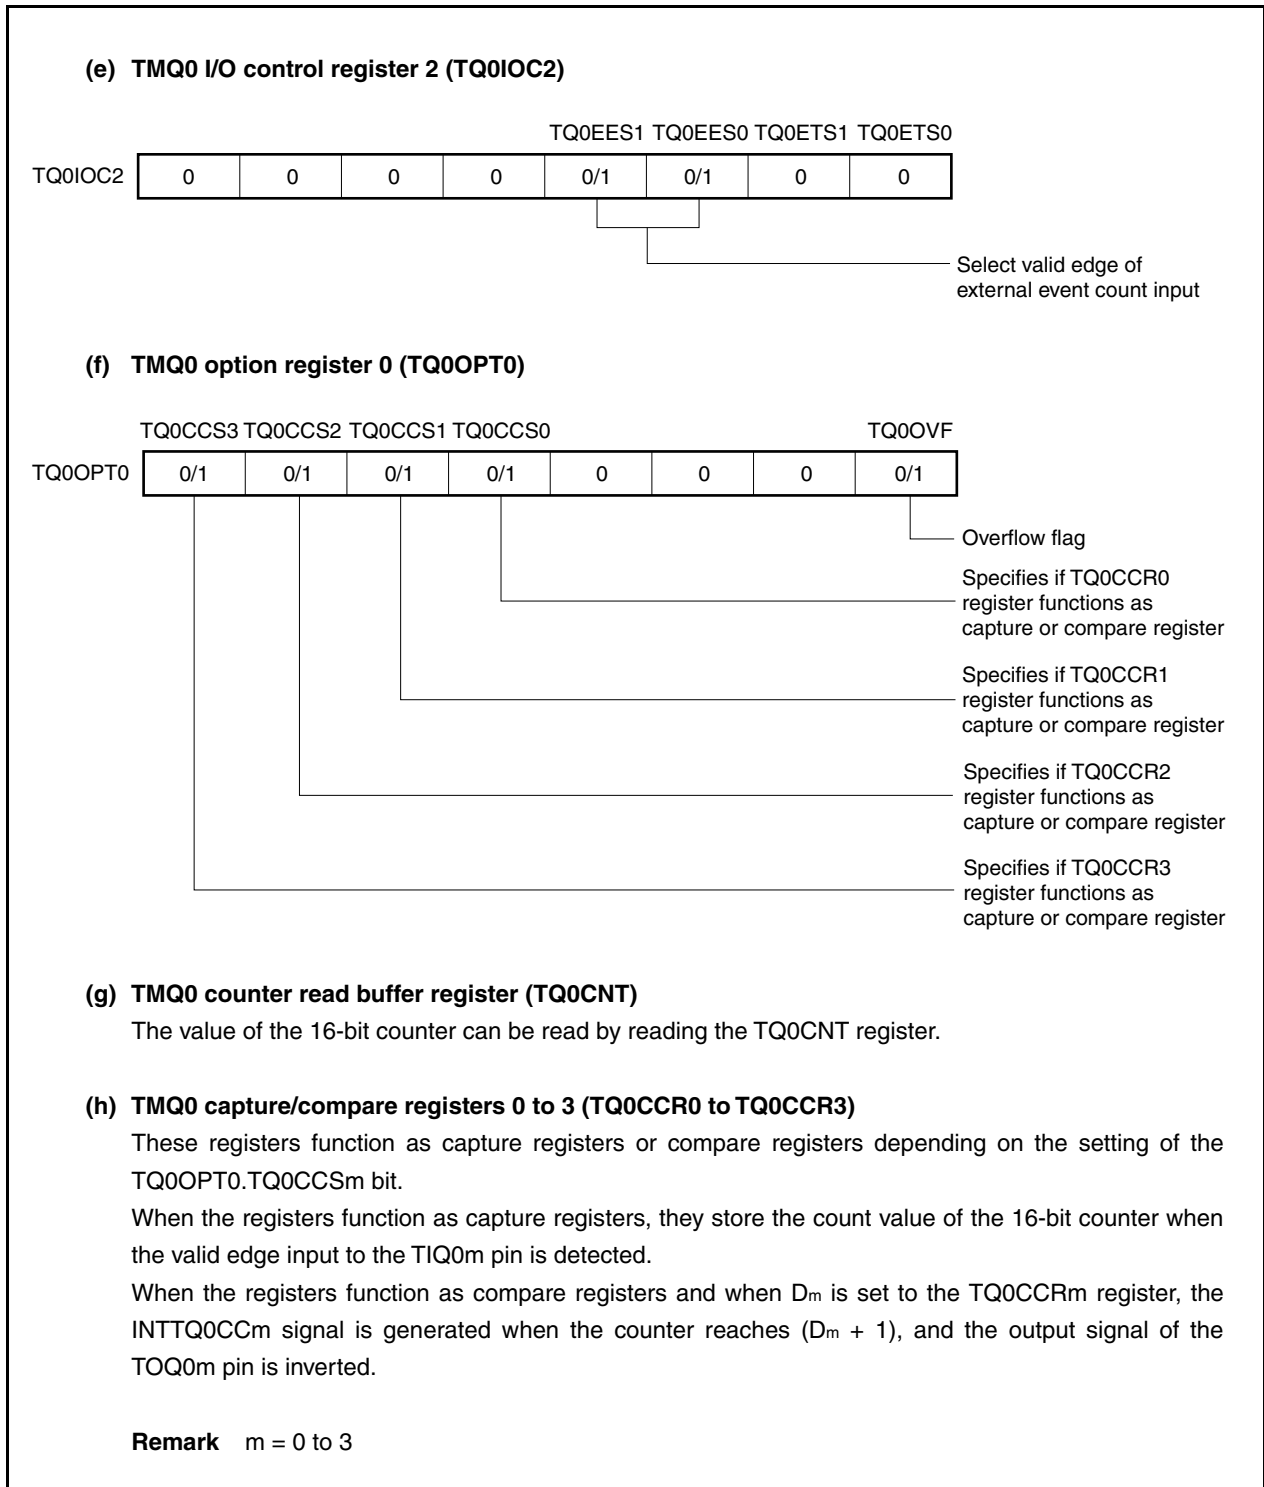 (e) TMQ0 I/O control register 2 (TQ0IOC2)
TQ0EES1 TQ0EES0 TQ0ETS1 TQ0ETS0
TQ0IOC2 0 0 0 0 0/1 0/1 0 0
Select valid edge of
external event count input
(f) TMQ0 option register 0 (TQ0OPT0)
TQ0CCS3 TQ0CCS2 TQ0CCS1 TQ0CCS0 TQ0OVF
TQ0OPT0 0/1 0/1 0/1 0/1 0 0 0 0/1
Overflow flag
Specifies if TQ0CCR0
register functions as
capture or compare register
Specifies if TQ0CCR1
register functions as
capture or compare register
Specifies if TQ0CCR2
register functions as
capture or compare register
Specifies if TQ0CCR3
register functions as
capture or compare register
(g) TMQ0 counter read buffer register (TQ0CNT)
The value of the 16-bit counter can be read by reading the TQ0CNT register.
(h) TMQ0 capture/compare registers 0 to 3 (TQ0CCR0 to TQ0CCR3)
These registers function as capture registers or compare registers depending on the setting of the
TQ0OPT0.TQ0CCSm bit.
When the registers function as capture registers, they store the count value of the 16-bit counter when
the valid edge input to the TIQ0m pin is detected.
When the registers function as compare registers and when Dm is set to the TQ0CCRm register, the
INTTQ0CCm signal is generated when the counter reaches (Dm + 1), and the output signal of the
TOQ0m pin is inverted.
Remark m = 0 to 3